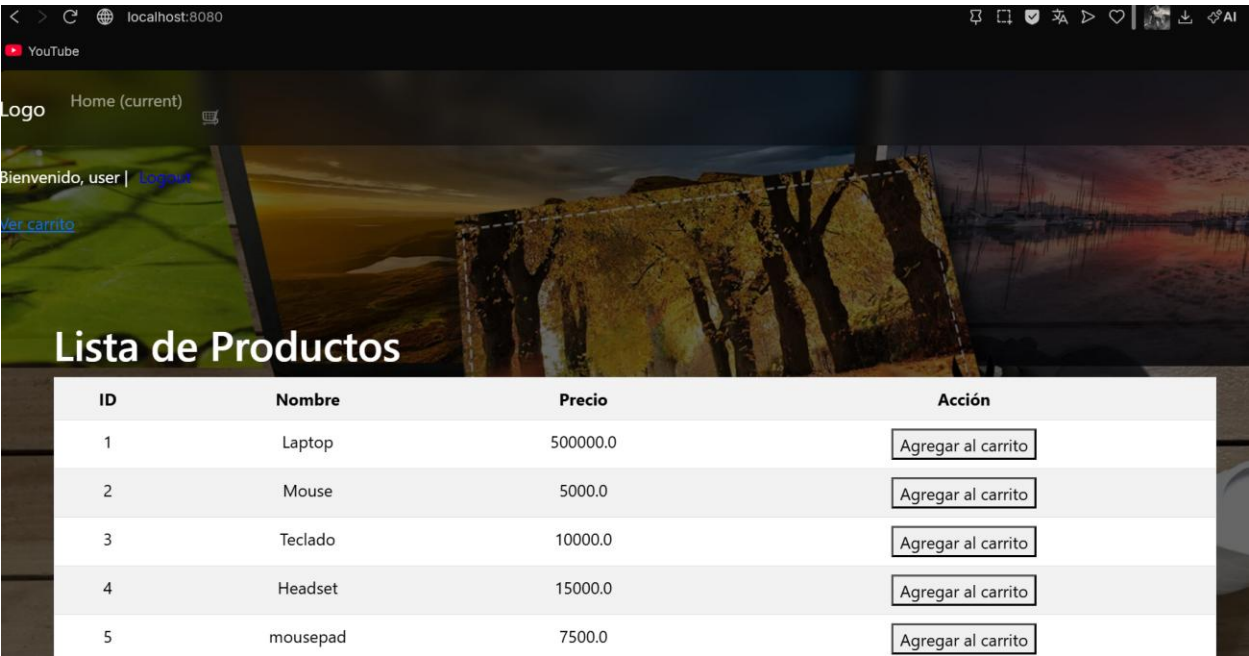 localhost:8080
AI
YouTube
Logo Home (current)
Bienvenido, user | Logout
Ver carrito
Lista de Productos
ID Nombre Precio Acción
1 Laptop 500000.0 Agregar al carrito
2 Mouse 5000.0 Agregar al carrito
3 Teclado 10000.0 Agregar al carrito
4 Headset 15000.0 Agregar al carrito
5 mousepad 7500.0 Agregar al carrito